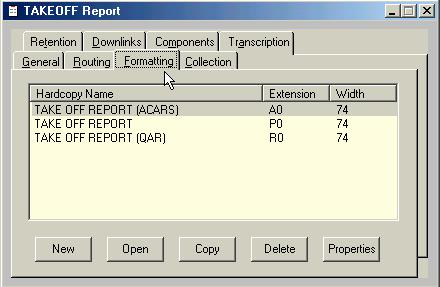 TAKEOFF Report
Retention Downlinks Components Transcription
General Routing Formatting Collection
Hardcopy Name Extension Width
TAKE OFF REPORT (ACARS) A0 74
TAKE OFF REPORT P0 74
TAKE OFF REPORT (QAR) R0 74
New Open Copy Delete Properties